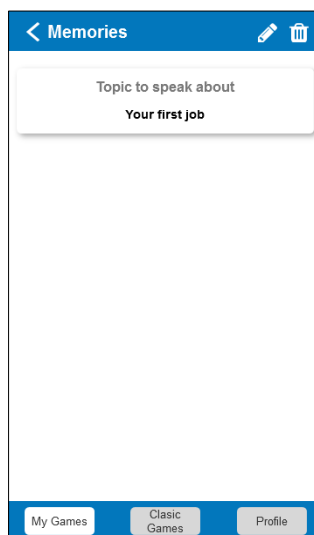 Memories
Topic to speak about
Your first job
My Games
Clasic
Games
Profile